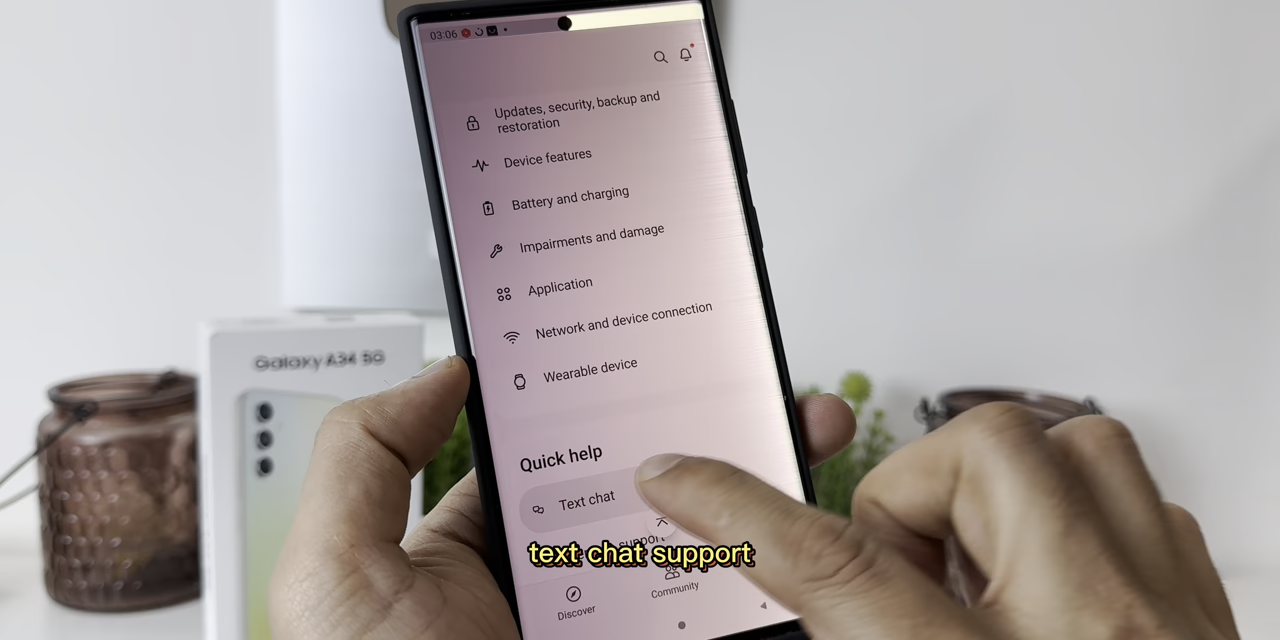 03:06
Updates, security, backup and
restoration
Device features
Battery and charging
Impairments and damage
Application
Network and device connection
Wearable device
Galaxy A34 5G
Quick help
Text chat
support
text chat support
Discover
Community